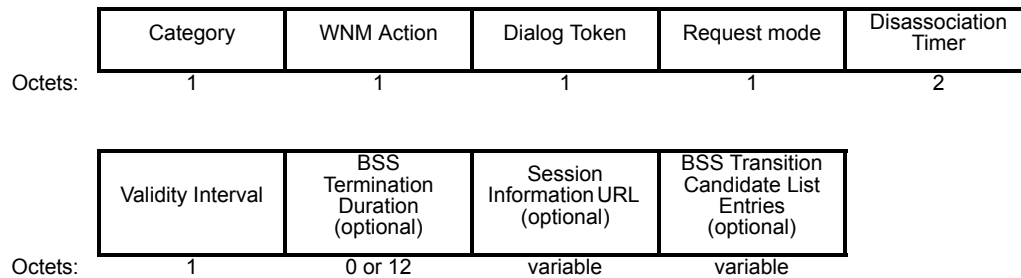 Category WNM Action Dialog Token Request mode Disassociation
Timer
Octets: 1 1 1 1 2
Validity Interval
BSS
Termination
Duration
(optional)
Session
Information URL
(optional)
BSS Transition
Candidate List
Entries
(optional)
Octets: 1 0 or 12 variable variable